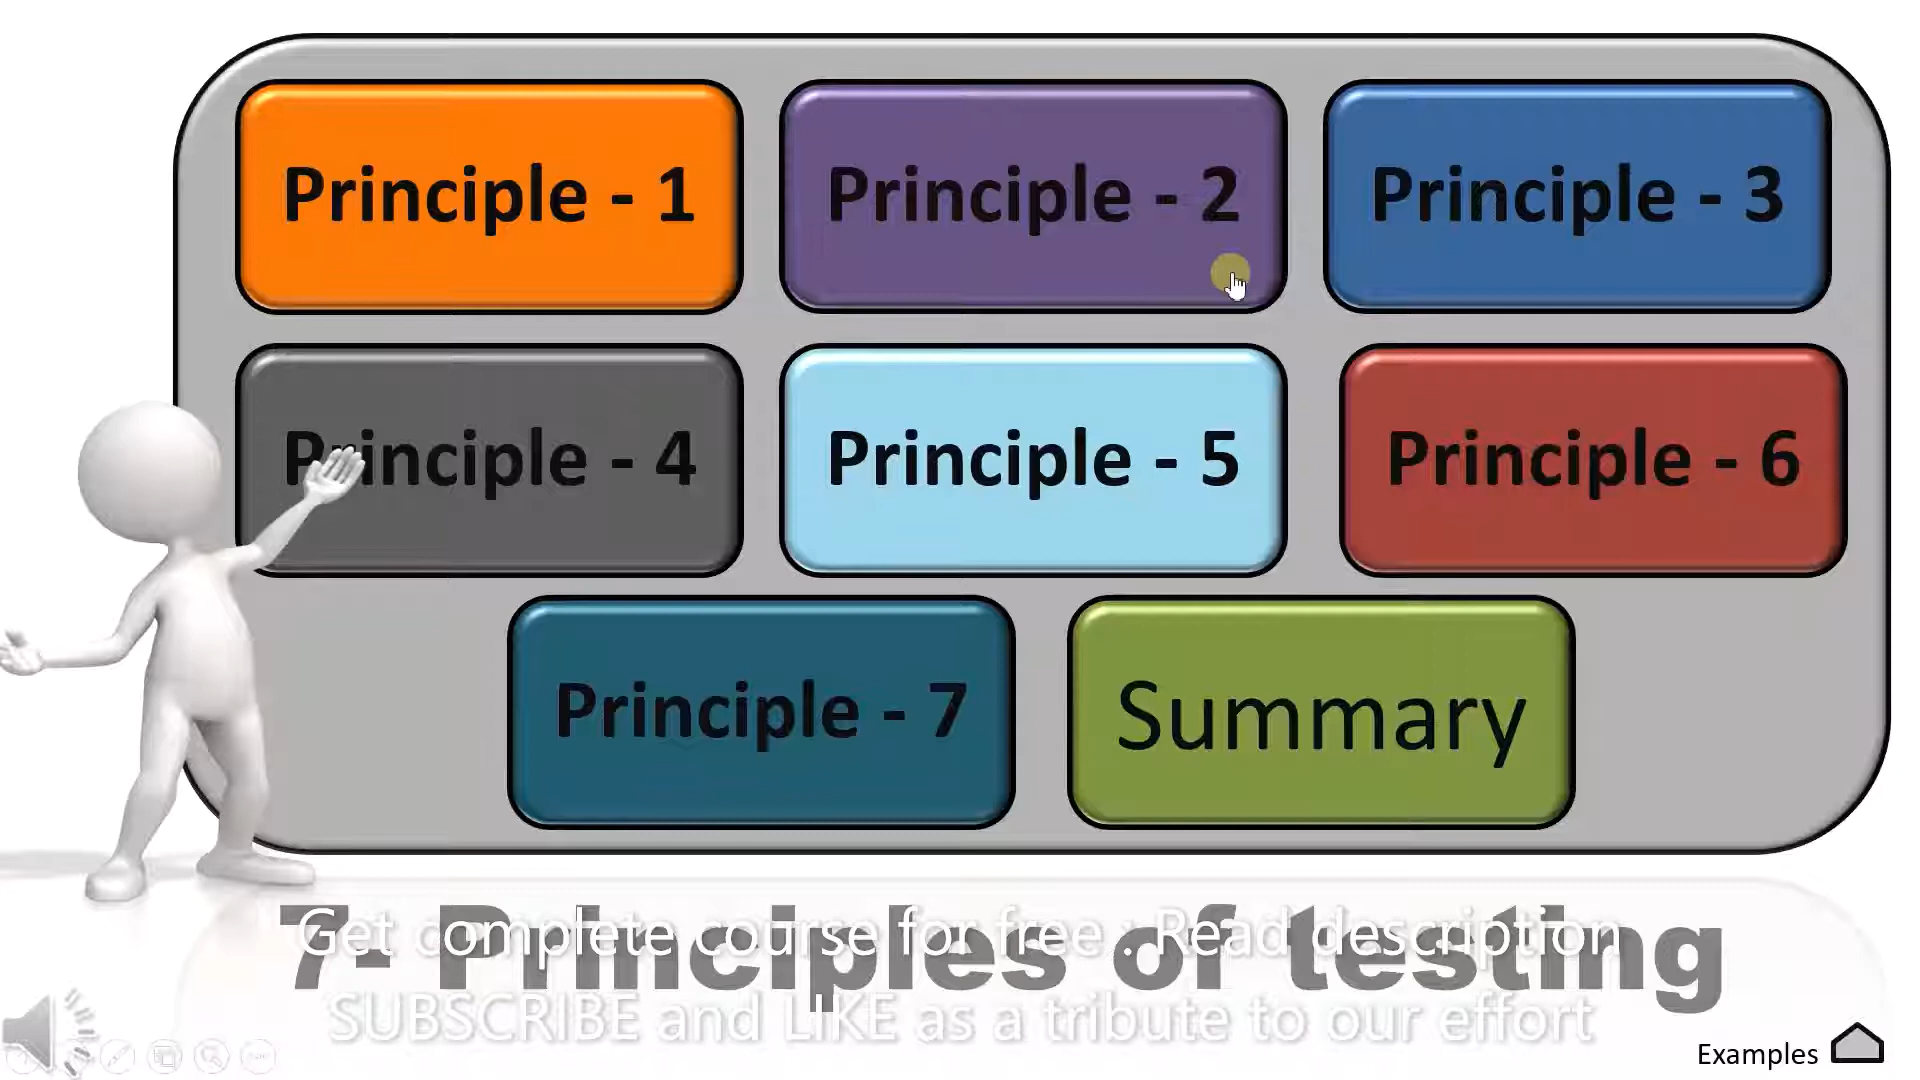 Principle - 1
Principle - 2
Principle - 3
Principle - 4
Principle - 5
Principle - 6
Principle - 7
Summary
7- Principles of testing
Get complete course for free : Read description
SUBSCRIBE and LIKE as a tribute to our effort
Examples